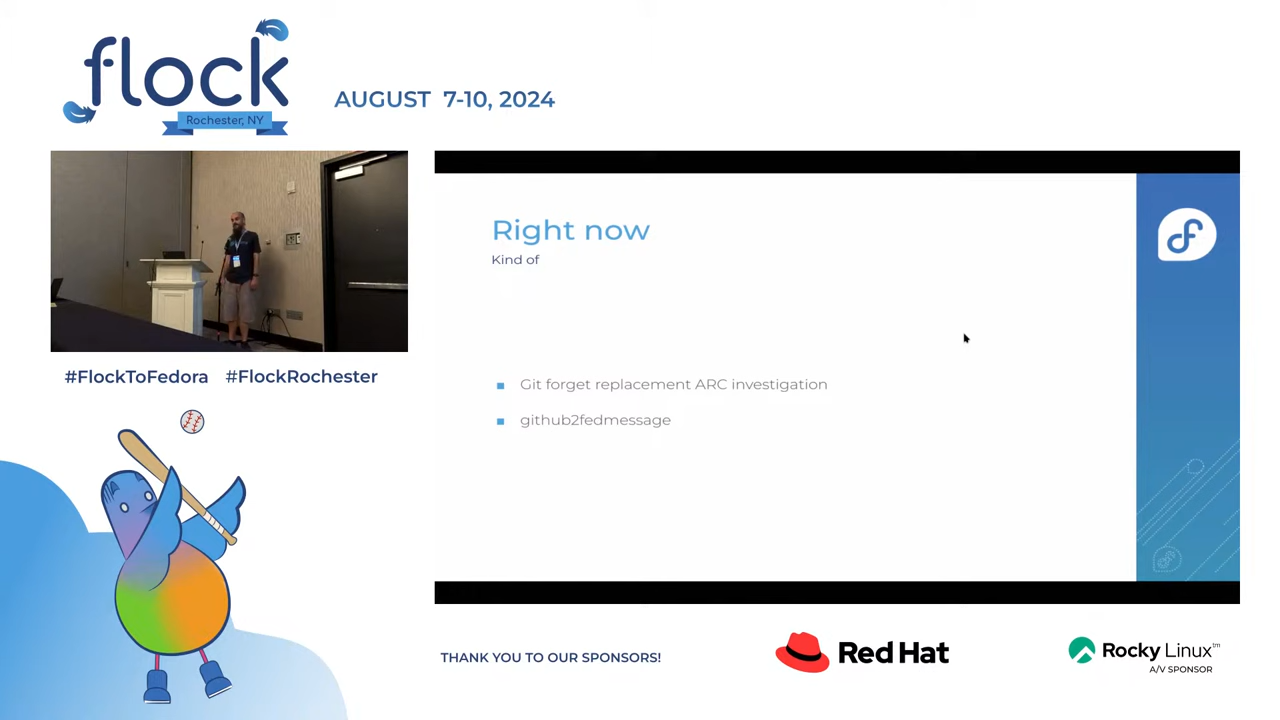 flock
Rochester, NY
AUGUST 7-10, 2024
#FlockToFedora #FlockRochester
Right now
Kind of
Git forget replacement ARC investigation
github2fedmessage
THANK YOU TO OUR SPONSORS!
Red Hat
Rocky Linux™
A/V SPONSOR